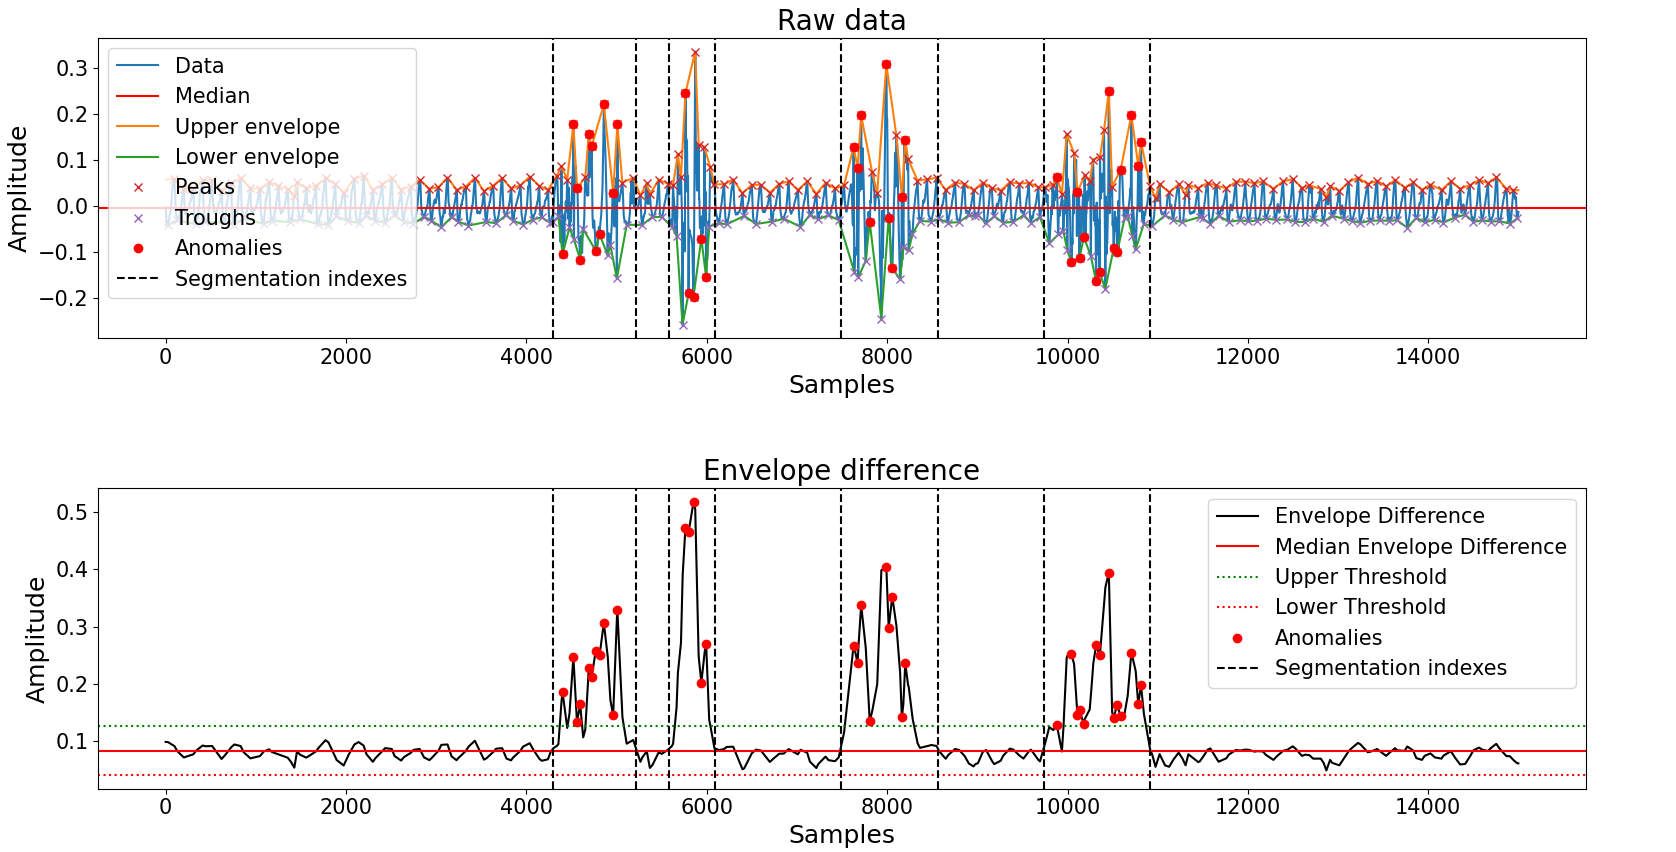 Raw data
Amplitude
0.3
0.2
0.1
0.0
−0.1
−0.2
Data
Median
Upper envelope
Lower envelope
Peaks
Troughs
Anomalies
Segmentation indexes
0 2000 4000 6000 8000 10000 12000 14000
Samples
Envelope difference
Amplitude
0.5
0.4
0.3
0.2
0.1
Envelope Difference
Median Envelope Difference
Upper Threshold
Lower Threshold
Anomalies
Segmentation indexes
0 2000 4000 6000 8000 10000 12000 14000
Samples